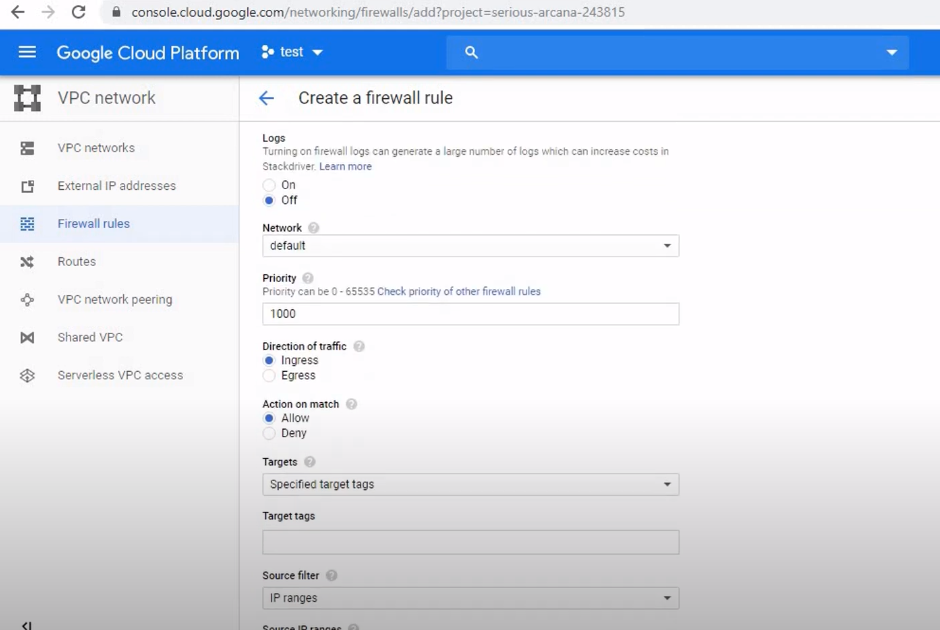 console.cloud.google.com/networking/firewalls/add?project=serious-arcana-243815
Google Cloud Platform
test
VPC network
Create a firewall rule
VPC networks
External IP addresses
Firewall rules
Routes
VPC network peering
Shared VPC
Serverless VPC access
Logs
Turning on firewall logs can generate a large number of logs which can increase costs in
Stackdriver. Learn more
On
Off
Network
default
Priority
Priority can be 0 - 65535 Check priority of other firewall rules
1000
Direction of traffic
Ingress
Egress
Action on match
Allow
Deny
Targets
Specified target tags
Target tags
Source filter
IP ranges
Source IP ranges